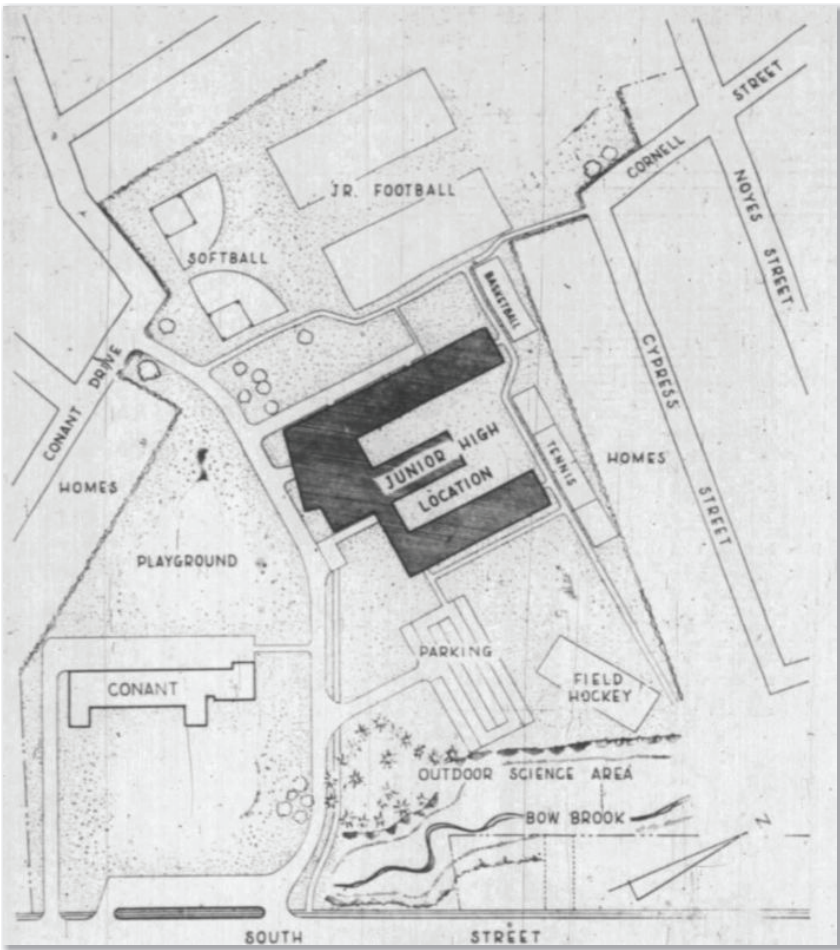 STREET
CORNELL
NOYES STREET
JR. FOOTBALL
SOFTBALL
BASKETBALL
CONANT DRIVE
CYPRESS STREET
JUNIOR HIGH
LOCATION
TENNIS
HOMES
HOMES
PLAYGROUND
PARKING
CONANT
FIELD
HOCKEY
OUTDOOR SCIENCE AREA
BOW BROOK
N
SOUTH STREET